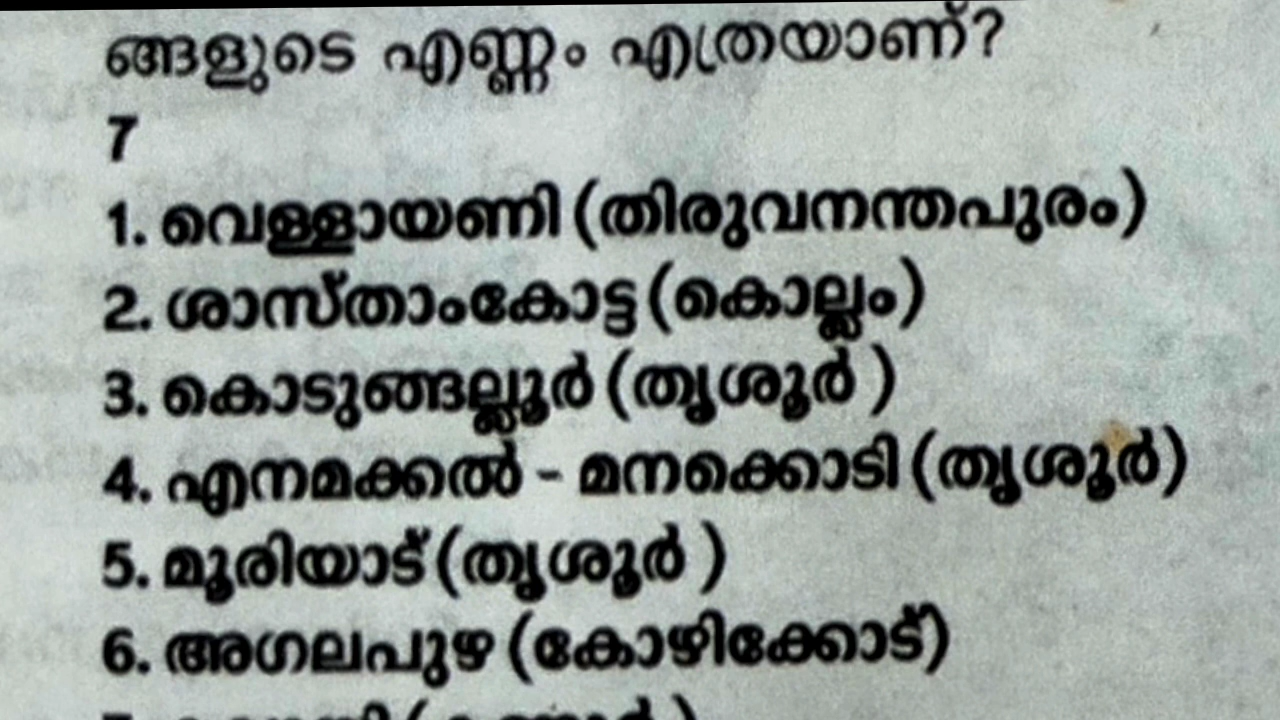 ങ്ങളുടെ എണ്ണം എത്രയാണ്?
7
1. വെള്ളായണി (തിരുവനന്തപുരം)
2. ശാസ്താംകോട്ട (കൊല്ലം)
3. കൊടുങ്ങല്ലൂർ (തൃശൂർ )
4. എനമക്കൽ - മനക്കൊടി (തൃശൂർ)
5. മൂരിയാട് (തൃശൂർ )
6. അഗലപുഴ (കോഴിക്കോട്)